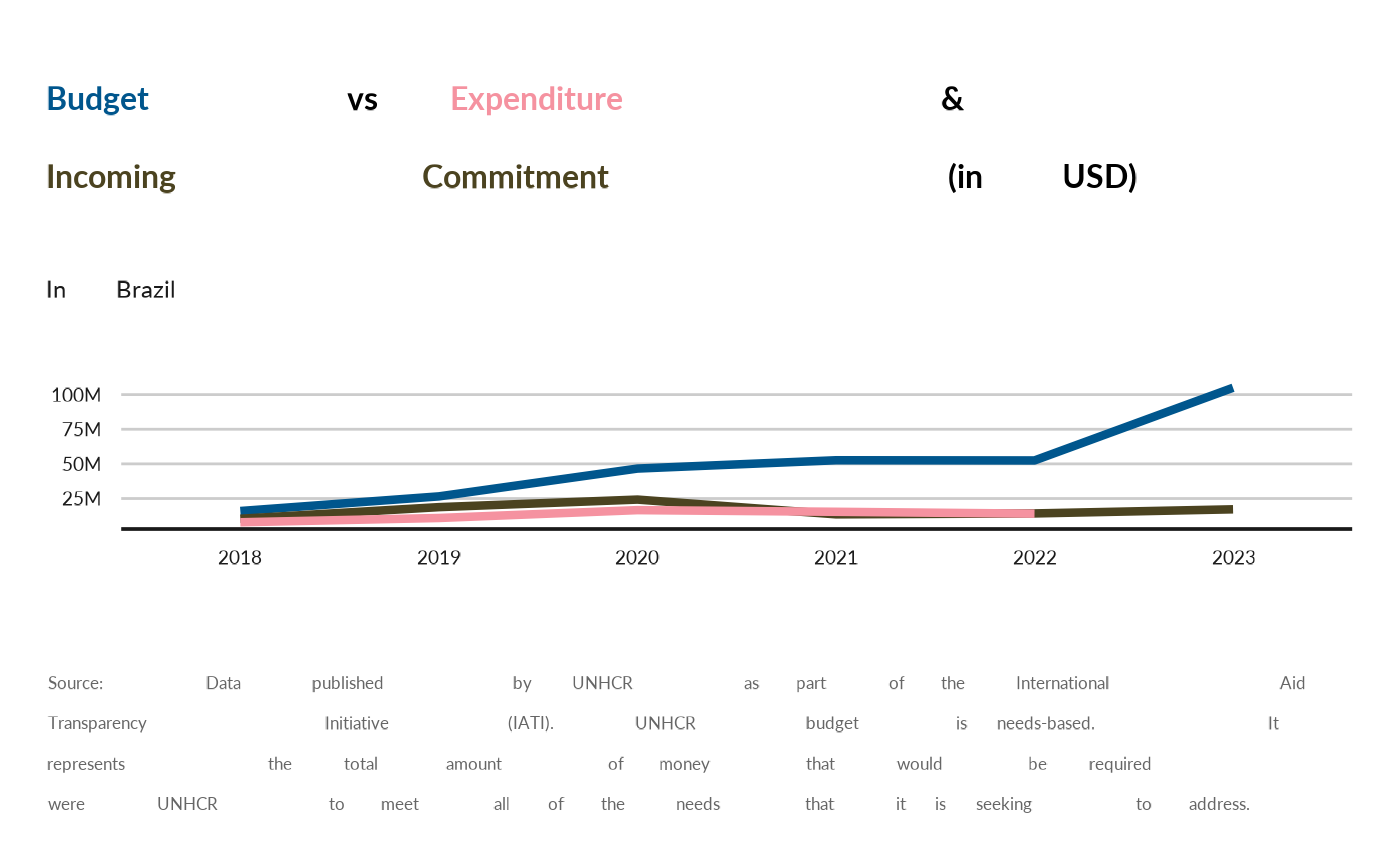 Budget vs Expenditure &
Incoming Commitment (in USD)
In Brazil
100M
75M
50M
25M
2018 2019 2020 2021 2022 2023
Source: Data published by UNHCR as part of the International Aid
Transparency Initiative (IATI). UNHCR budget is needs-based. It
represents the total amount of money that would be required
were UNHCR to meet all of the needs that it is seeking to address.